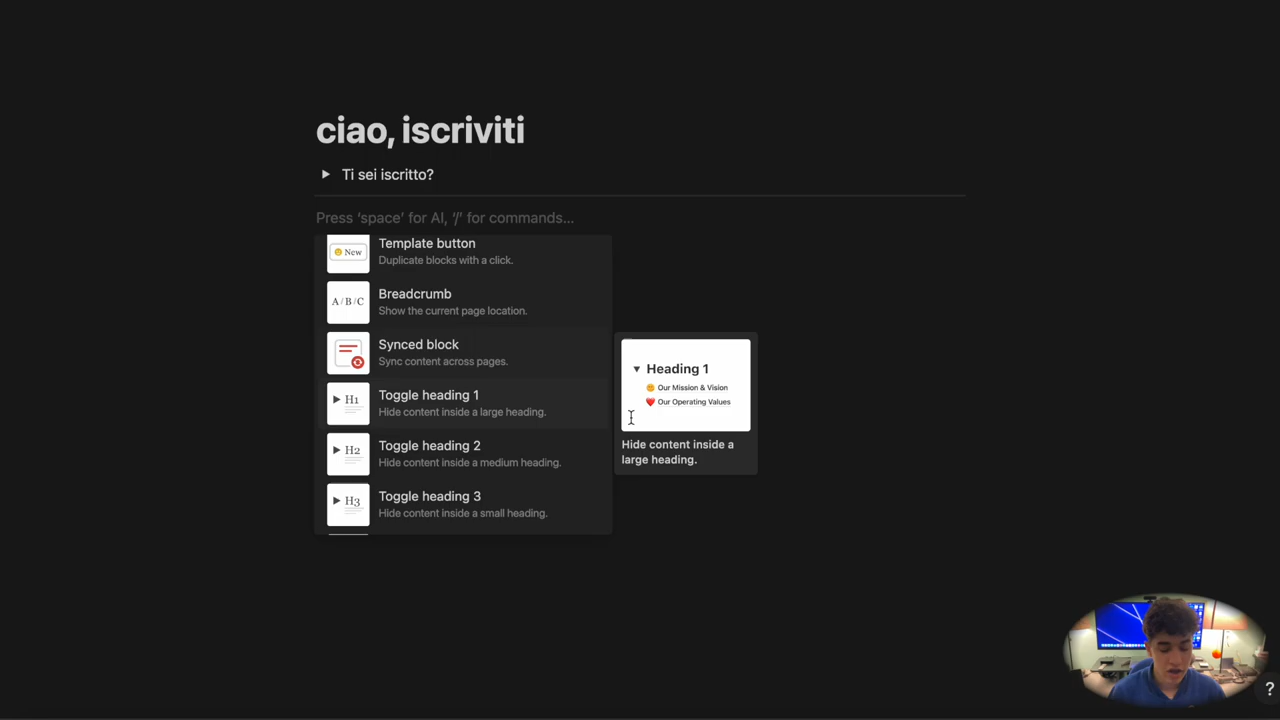 ciao, iscriviti
Ti sei iscritto?
Press ‘space’ for AI, ‘/’ for commands…
New
Template button
Duplicate blocks with a click.
A/B/C
Breadcrumb
Show the current page location.
Synced block
Sync content across pages.
H1
Toggle heading 1
Hide content inside a large heading.
H2
Toggle heading 2
Hide content inside a medium heading.
H3
Toggle heading 3
Hide content inside a small heading.
Heading 1
Our Mission & Vision
Our Operating Values
Hide content inside a
large heading.
?